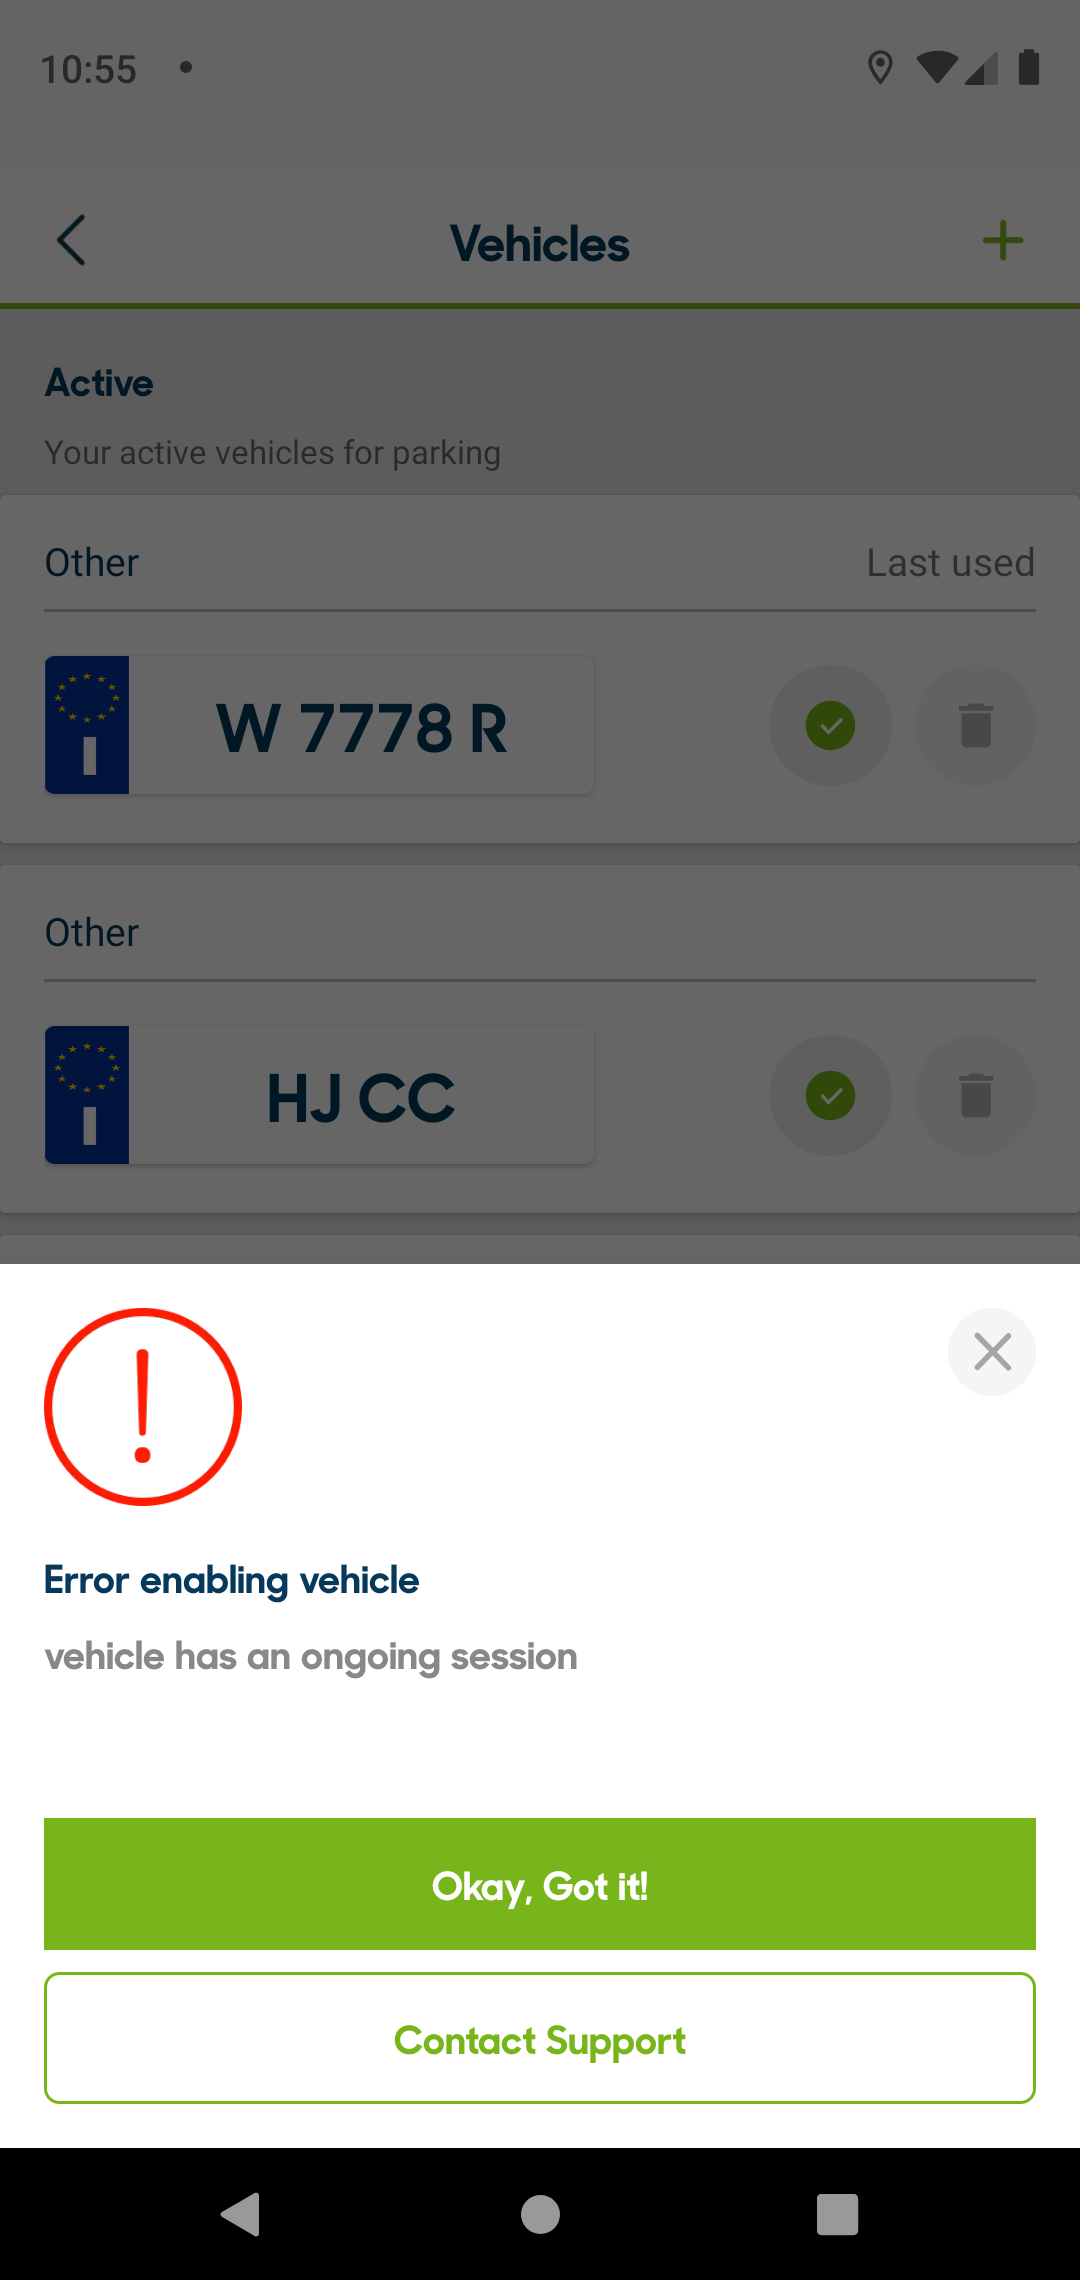 10:55
Vehicles
Active
Your active vehicles for parking
Other
Last used
I
W 7778 R
Other
I
HJ CC
Error enabling vehicle
vehicle has an ongoing session
Okay, Got it!
Contact Support